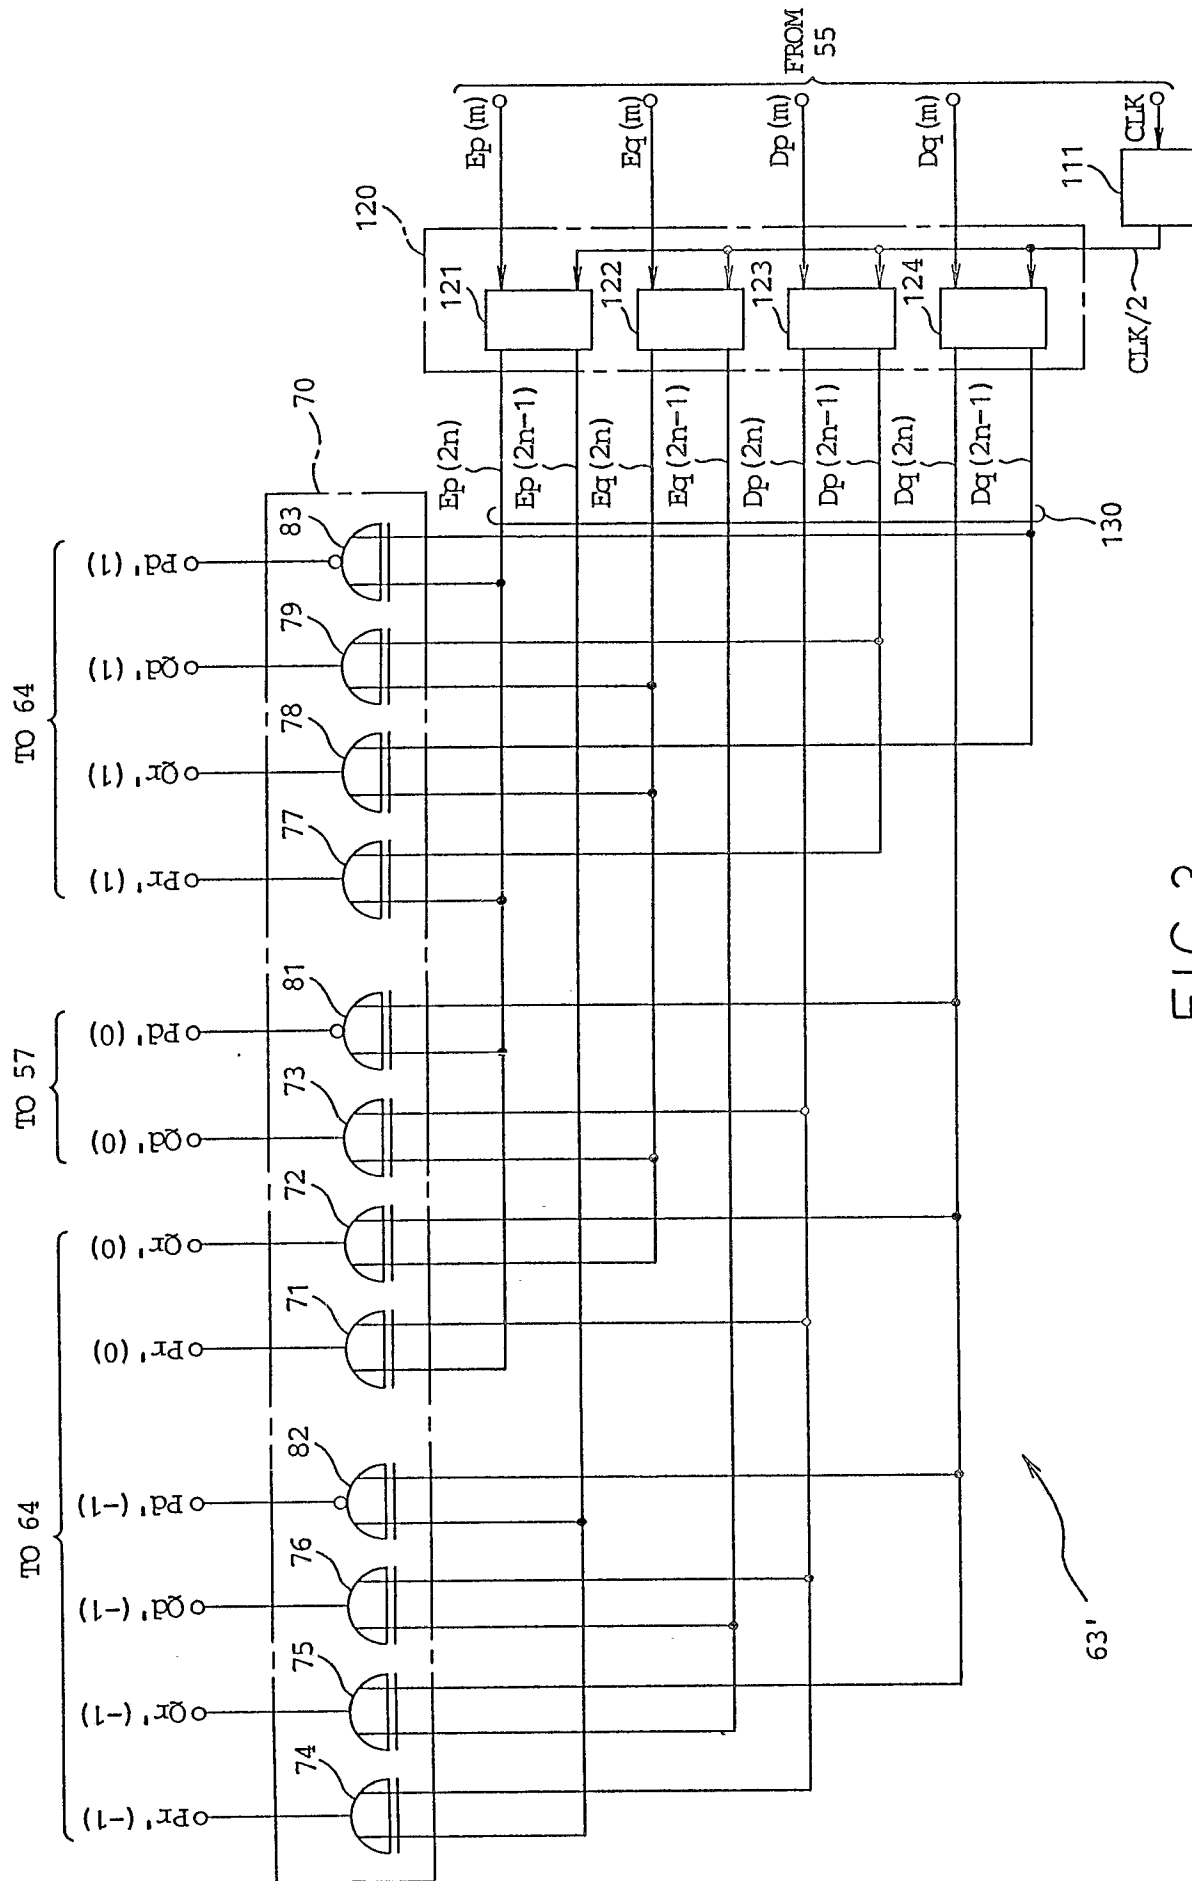 TO 64
TO 57
TO 64
Pr' (-1)
Qr' (-1)
Qd' (-1)
Pd' (-1)
Pr' (0)
Qr' (0)
Qd' (0)
Pd' (0)
Pr' (1)
Qr' (1)
Qd' (1)
Pd' (1)
74
75
76
82
71
72
73
81
77
78
79
83
70
Ep (2n)
Ep (2n-1)
Eq (2n)
Eq (2n-1)
Dp (2n)
Dp (2n-1)
Dq (2n)
Dq (2n-1)
130
120
121
122
123
124
CLK/2
Ep (m)
Eq (m)
Dp (m)
Dq (m)
CLK
111
FROM
55
63'